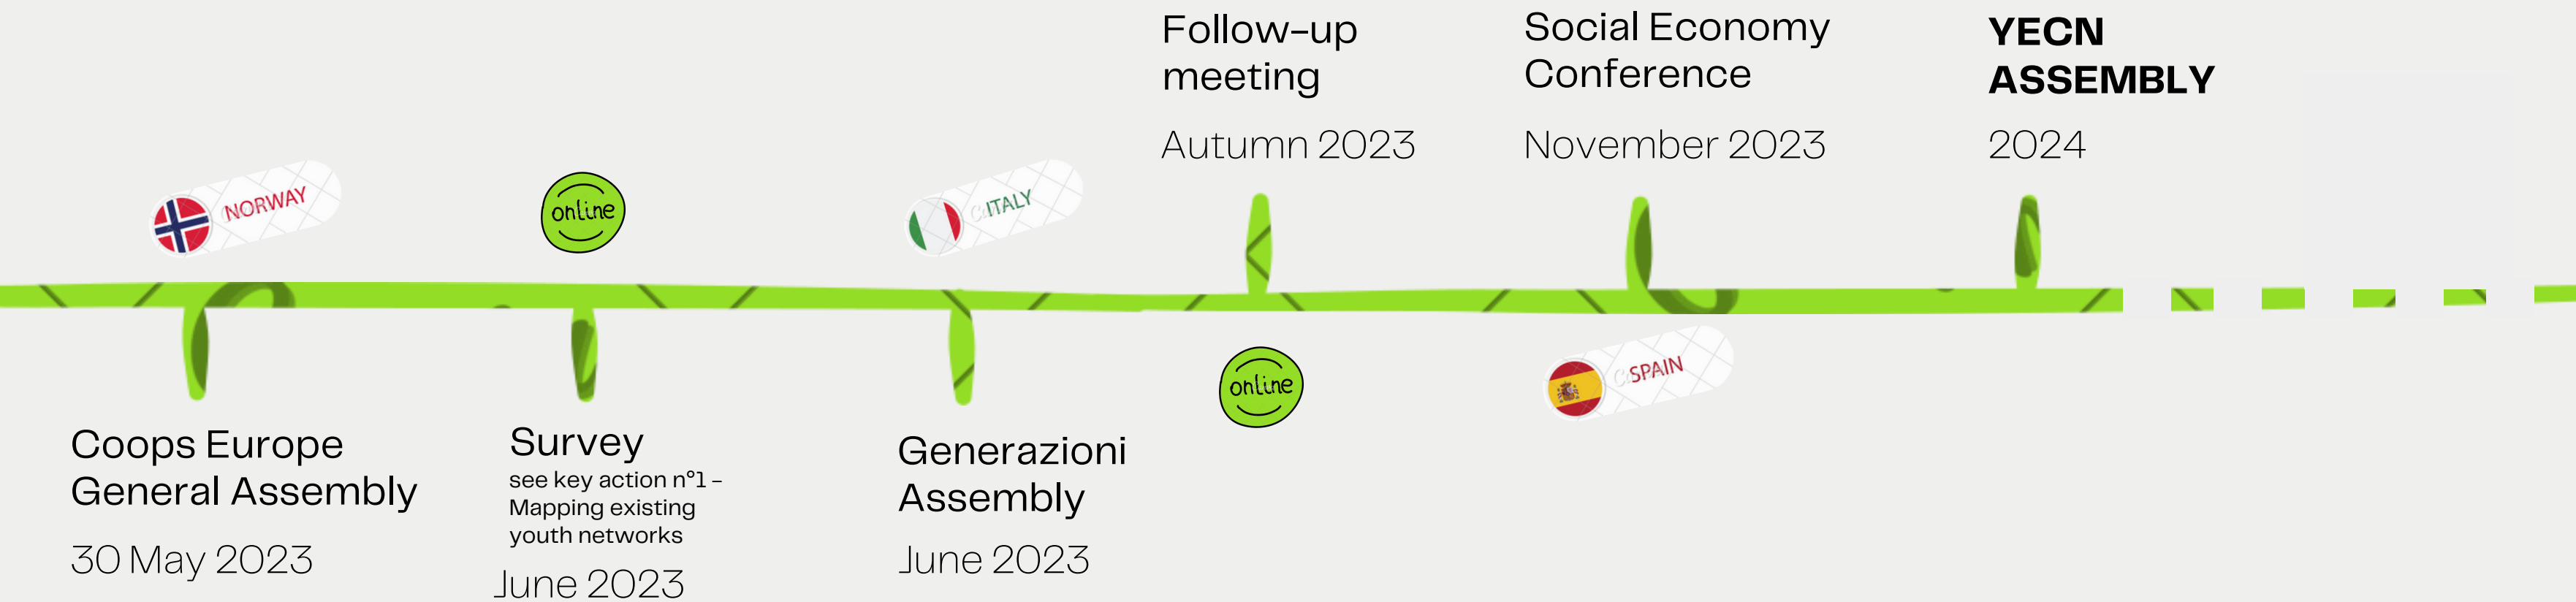 Follow-up
meeting
Autumn 2023
Social Economy
Conference
November 2023
YECN
ASSEMBLY
2024
NORWAY
online
ITALY
online
SPAIN
Coops Europe
General Assembly
30 May 2023
Survey
see key action n°1 -
Mapping existing
youth networks
June 2023
Generazioni
Assembly
June 2023